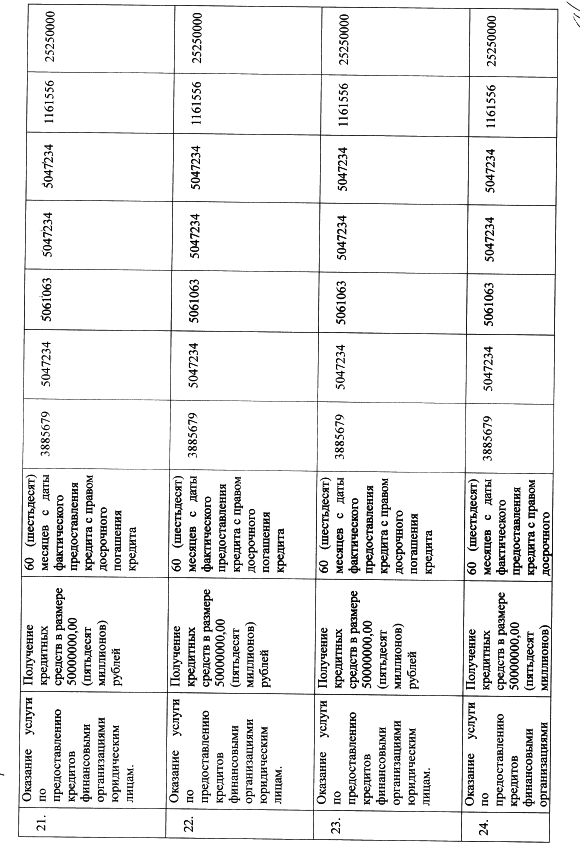 21.
Оказание услуги
по
предоставлению
кредитов
финансовыми
организациями
юридическим
лицам.
Получение
кредитных
средств в размере
50000000,00
(пятьдесят
миллионов)
рублей
60 (шестьдесят)
месяцев с даты
фактического
предоставления
кредита с правом
досрочного
погашения
кредита
3885679
5047234
5061063
5047234
5047234
1161556
25250000
22.
Оказание услуги
по
предоставлению
кредитов
финансовыми
организациями
юридическим
лицам.
Получение
кредитных
средств в размере
50000000,00
(пятьдесят
миллионов)
рублей
60 (шестьдесят)
месяцев с даты
фактического
предоставления
кредита с правом
досрочного
погашения
кредита
3885679
5047234
5061063
5047234
5047234
1161556
25250000
23.
Оказание услуги
по
предоставлению
кредитов
финансовыми
организациями
юридическим
лицам.
Получение
кредитных
средств в размере
50000000,00
(пятьдесят
миллионов)
рублей
60 (шестьдесят)
месяцев с даты
фактического
предоставления
кредита с правом
досрочного
погашения
кредита
3885679
5047234
5061063
5047234
5047234
1161556
25250000
24.
Оказание услуги
по
предоставлению
кредитов
финансовыми
организациями
Получение
кредитных
средств в размере
50000000,00
(пятьдесят
миллионов)
60 (шестьдесят)
месяцев с даты
фактического
предоставления
кредита с правом
досрочного
3885679
5047234
5061063
5047234
5047234
1161556
25250000